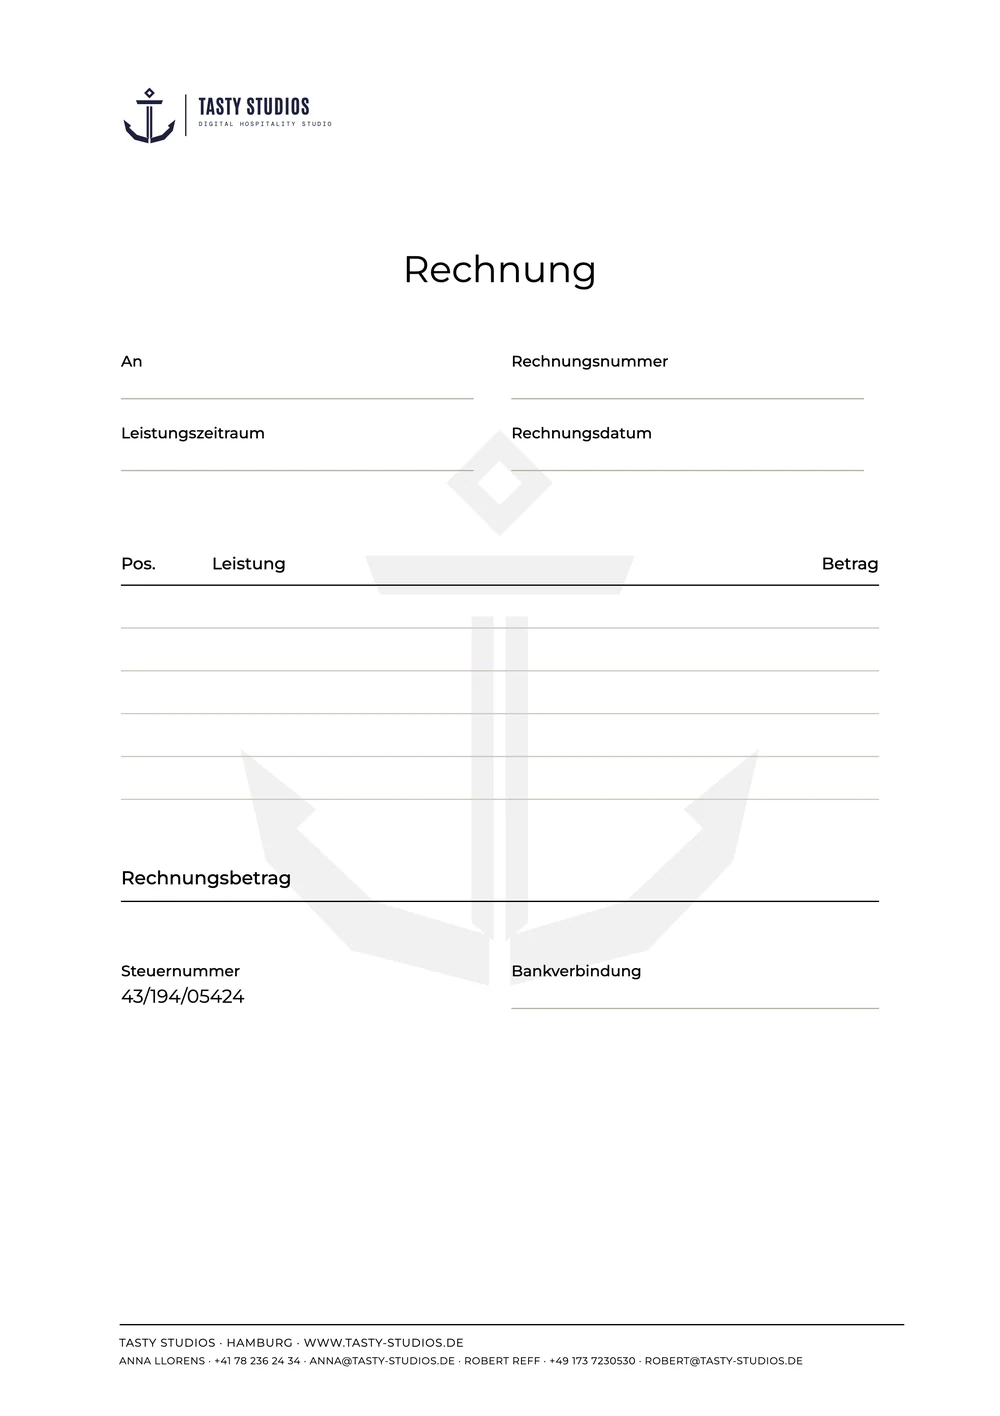 TASTY STUDIOS
DIGITAL HOSPITALITY STUDIO
Rechnung
An
Rechnungsnummer
Leistungszeitraum
Rechnungsdatum
Pos. Leistung Betrag
Rechnungsbetrag
Steuernummer
43/194/05424
Bankverbindung
TASTY STUDIOS · HAMBURG · WWW.TASTY-STUDIOS.DE
ANNA LLORENS · +41 78 236 24 34 · ANNA@TASTY-STUDIOS.DE · ROBERT REFF · +49 173 7230530 · ROBERT@TASTY-STUDIOS.DE